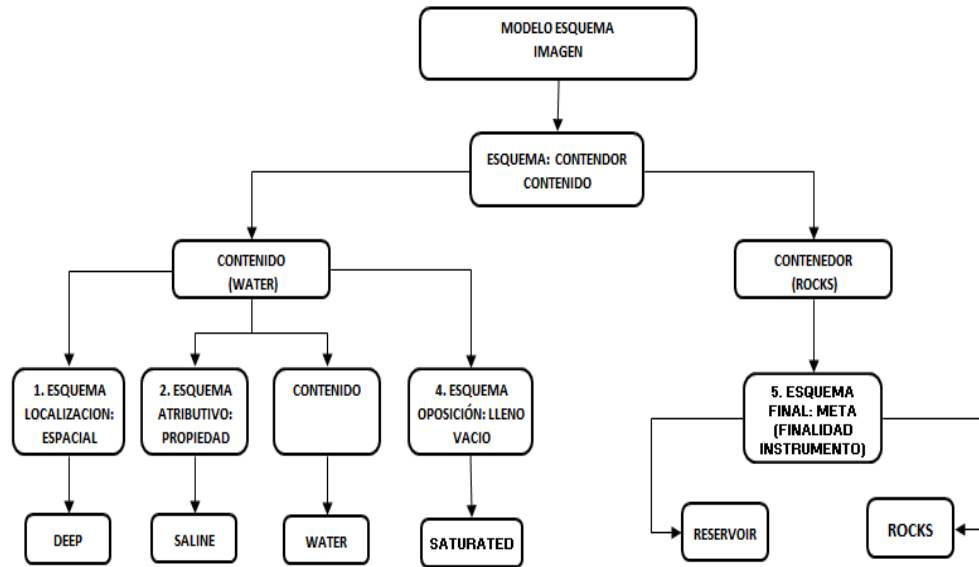 MODELO ESQUEMA
IMAGEN
ESQUEMA: CONTENDOR
CONTENIDO
CONTENIDO
(WATER)
CONTENEDOR
(ROCKS)
1. ESQUEMA
LOCALIZACION:
ESPACIAL
2. ESQUEMA
ATRIBUTIVO:
PROPIEDAD
CONTENIDO
4. ESQUEMA
OPOSICIÓN: LLENO
VACIO
5. ESQUEMA
FINAL: META
(FINALIDAD
INSTRUMENTO)
DEEP
SALINE
WATER
SATURATED
RESERVOIR
ROCKS